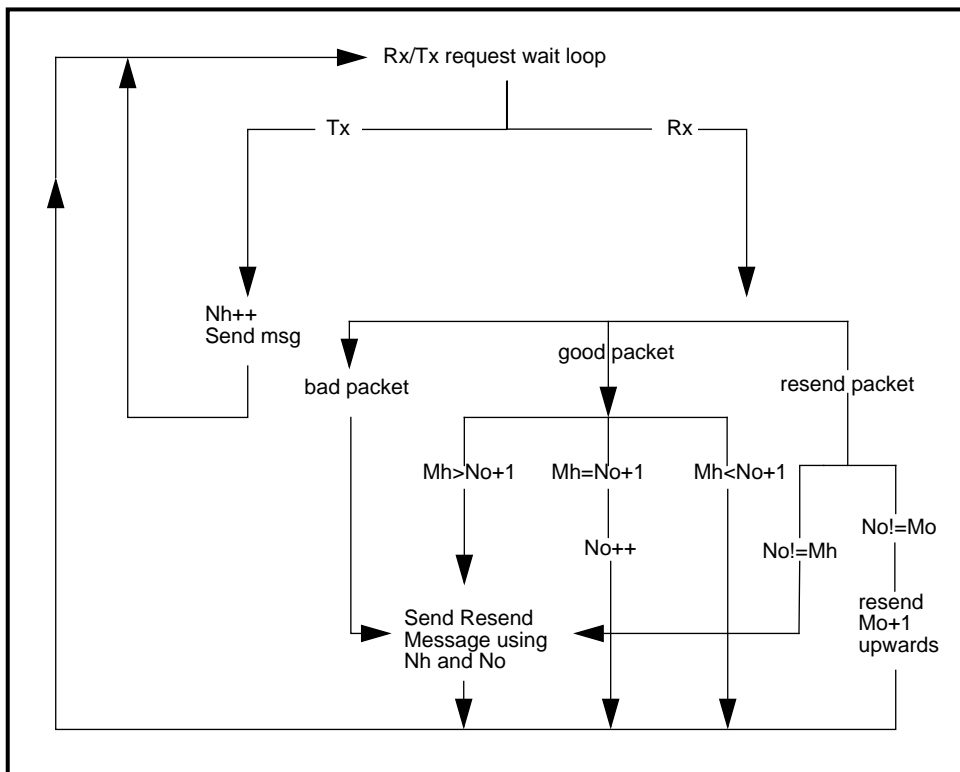 Rx/Tx request wait loop
Tx
Rx
Nh++
Send msg
bad packet
good packet
resend packet
Mh>No+1
Mh=No+1
Mh<No+1
No++
No!=Mh
No!=Mo
Send Resend
Message using
Nh and No
resend
Mo+1
upwards